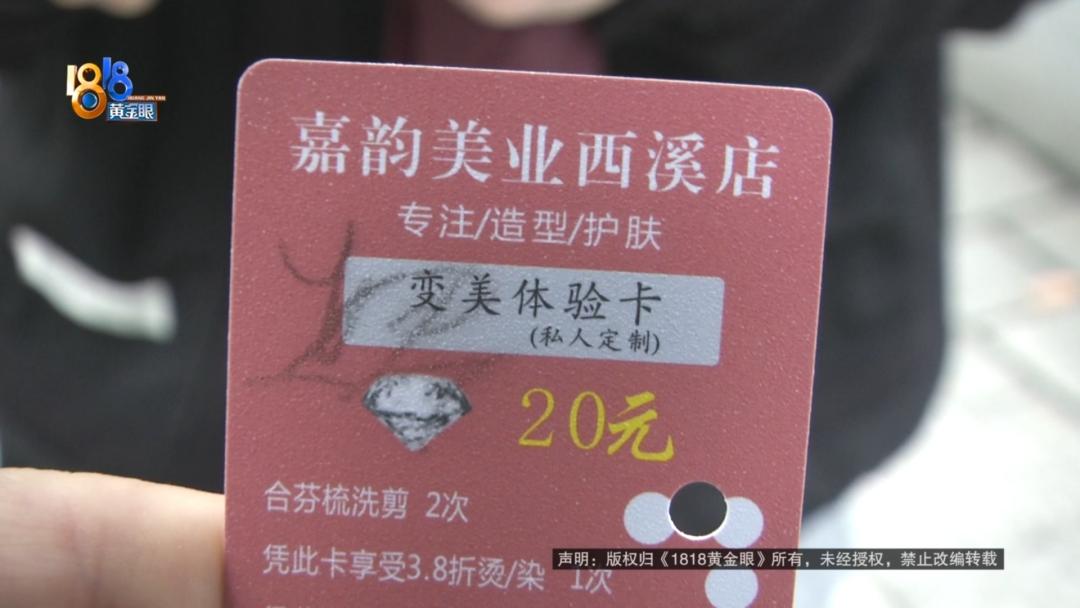 1818
HUANG JIN YAN
黄金眼
嘉韵美业西溪店
专注/造型/护肤
变美体验卡
(私人定制)
20元
合芬梳洗剪 2次
凭此卡享受3.8折烫/染 1次
声明：版权归《1818黄金眼》所有，未经授权，禁止改编转载